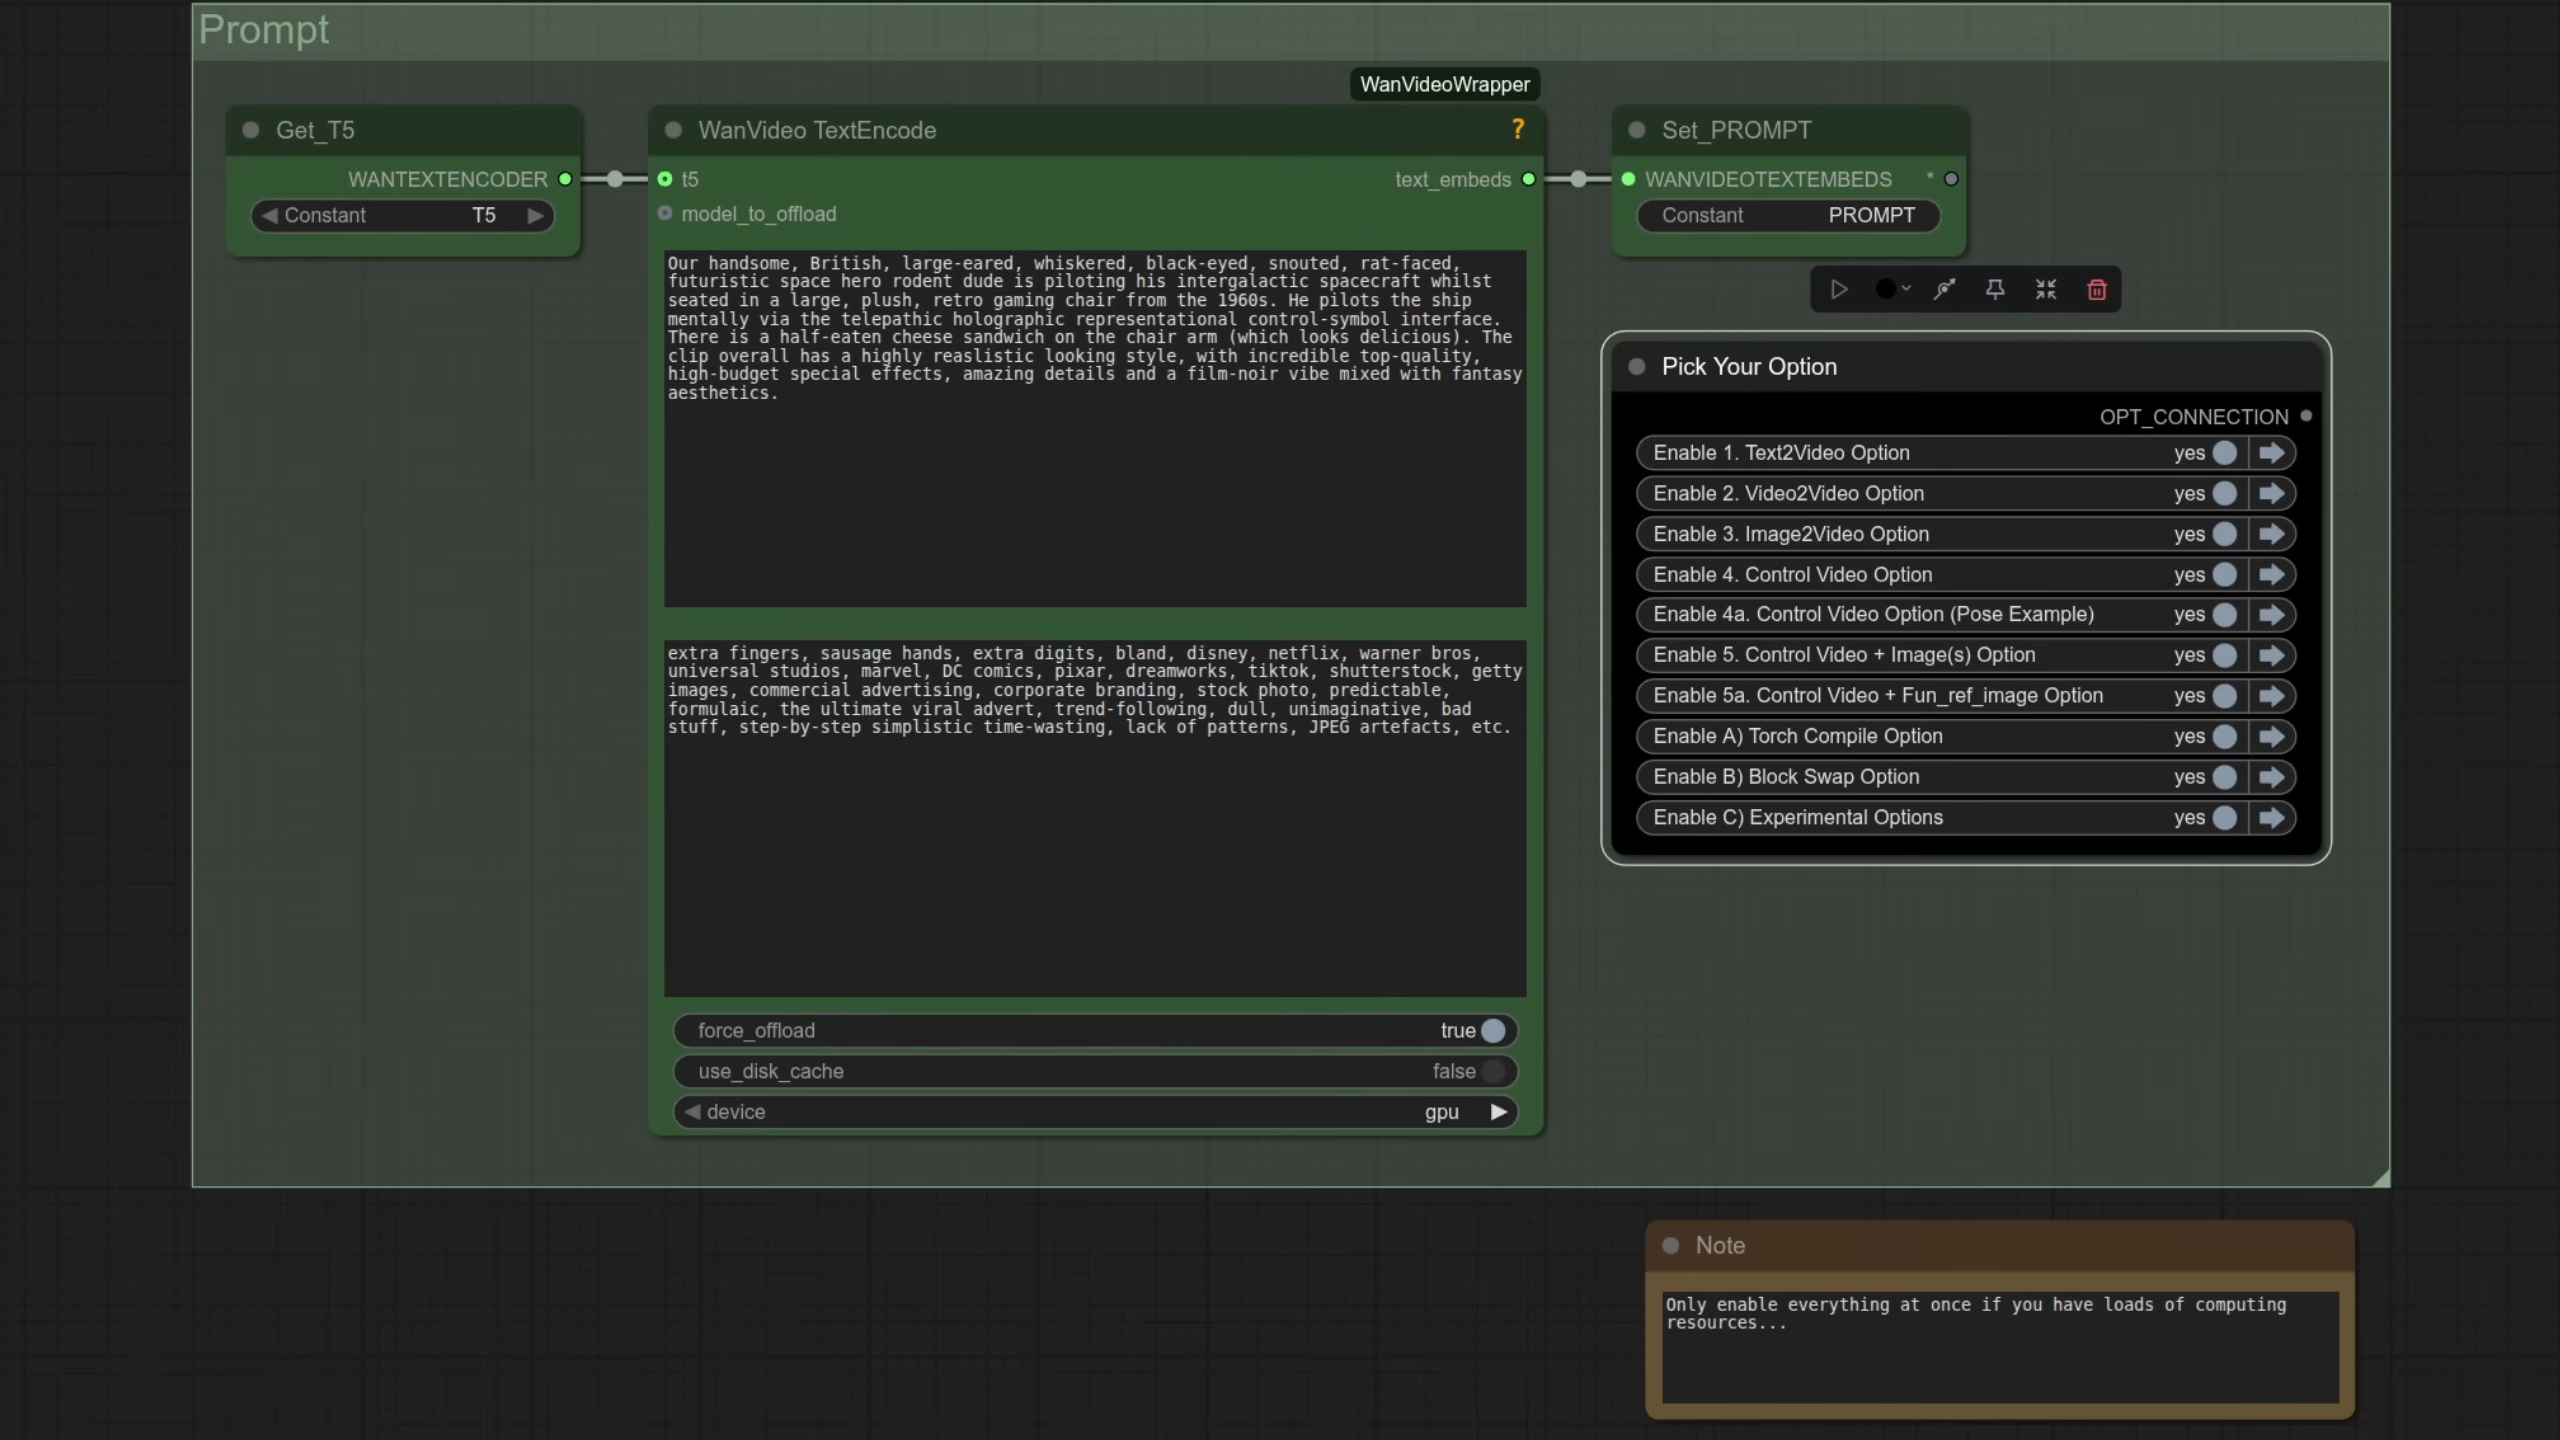 Prompt
WanVideoWrapper
Get_T5
WANTEXTENCODER
Constant T5
WanVideo TextEncode ?
t5 text_embeds
model_to_offload
Our handsome, British, large-eared, whiskered, black-eyed, snouted, rat-faced,
futuristic space hero rodent dude is piloting his intergalactic spacecraft whilst
seated in a large, plush, retro gaming chair from the 1960s. He pilots the ship
mentally via the telepathic holographic representational control-symbol interface.
There is a half-eaten cheese sandwich on the chair arm (which looks delicious). The
clip overall has a highly reaslistic looking style, with incredible top-quality,
high-budget special effects, amazing details and a film-noir vibe mixed with fantasy
aesthetics.
extra fingers, sausage hands, extra digits, bland, disney, netflix, warner bros,
universal studios, marvel, DC comics, pixar, dreamworks, tiktok, shutterstock, getty
images, commercial advertising, corporate branding, stock photo, predictable,
formulaic, the ultimate viral advert, trend-following, dull, unimaginative, bad
stuff, step-by-step simplistic time-wasting, lack of patterns, JPEG artefacts, etc.
force_offload true
use_disk_cache false
device gpu
Set_PROMPT
WANVIDEOTEXTEMBEDS *
Constant PROMPT
Pick Your Option
OPT_CONNECTION
Enable 1. Text2Video Option yes
Enable 2. Video2Video Option yes
Enable 3. Image2Video Option yes
Enable 4. Control Video Option yes
Enable 4a. Control Video Option (Pose Example) yes
Enable 5. Control Video + Image(s) Option yes
Enable 5a. Control Video + Fun_ref_image Option yes
Enable A) Torch Compile Option yes
Enable B) Block Swap Option yes
Enable C) Experimental Options yes
Note
Only enable everything at once if you have loads of computing
resources...